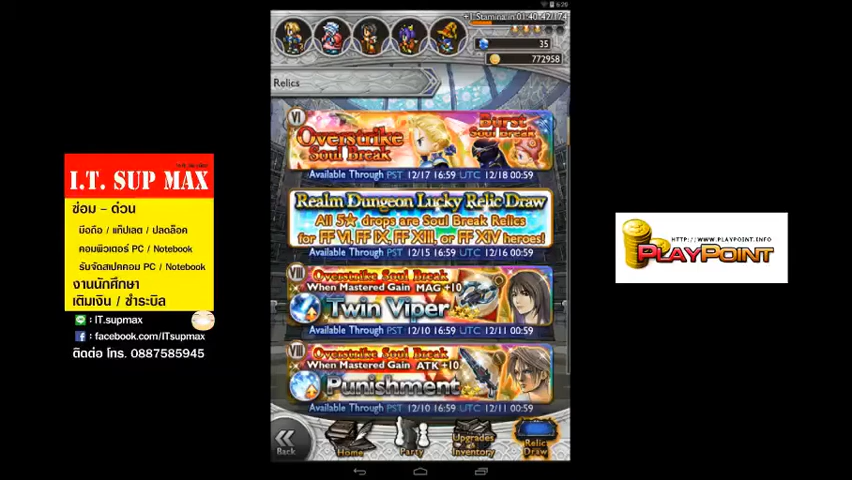 6:20
+1 Stamina in 01:40:42/174
35
772958
Relics
VI
Overstrike
Soul Break
Burst
Soul Break
Available Through PST 12/17 16:59 UTC 12/18 00:59
Realm Dungeon Lucky Relic Draw
All 5☆ drops are Soul Break Relics
for FF VI, FF IX, FF XIII, or FF XIV heroes!
Available Through PST 12/15 16:59 UTC 12/16 00:59
VIII
Overstrike Soul Break
When Mastered Gain MAG +10
Twin Viper
Available Through PST 12/10 16:59 UTC 12/11 00:59
VIII
Overstrike Soul Break
When Mastered Gain ATK +10
Punishment
Available Through PST 12/10 16:59 UTC 12/11 00:59
Back
Home
Party
Upgrades
Inventory
Relic
Draw
I.T. SUP MAX
ซ่อม - ด่วน
มือถือ / แท็ปเลต / ปลดล็อค
คอมพิวเตอร์ PC / Notebook
รับจัดสเปคคอม PC / Notebook
งานนักศึกษา
เติมเงิน / ชำระบิล
: IT.supmax
: facebook.com/ITsupmax
ติดต่อ โทร. 0887585945
HTTP://WWW.PLAYPOINT.INFO
PLAYPOINT